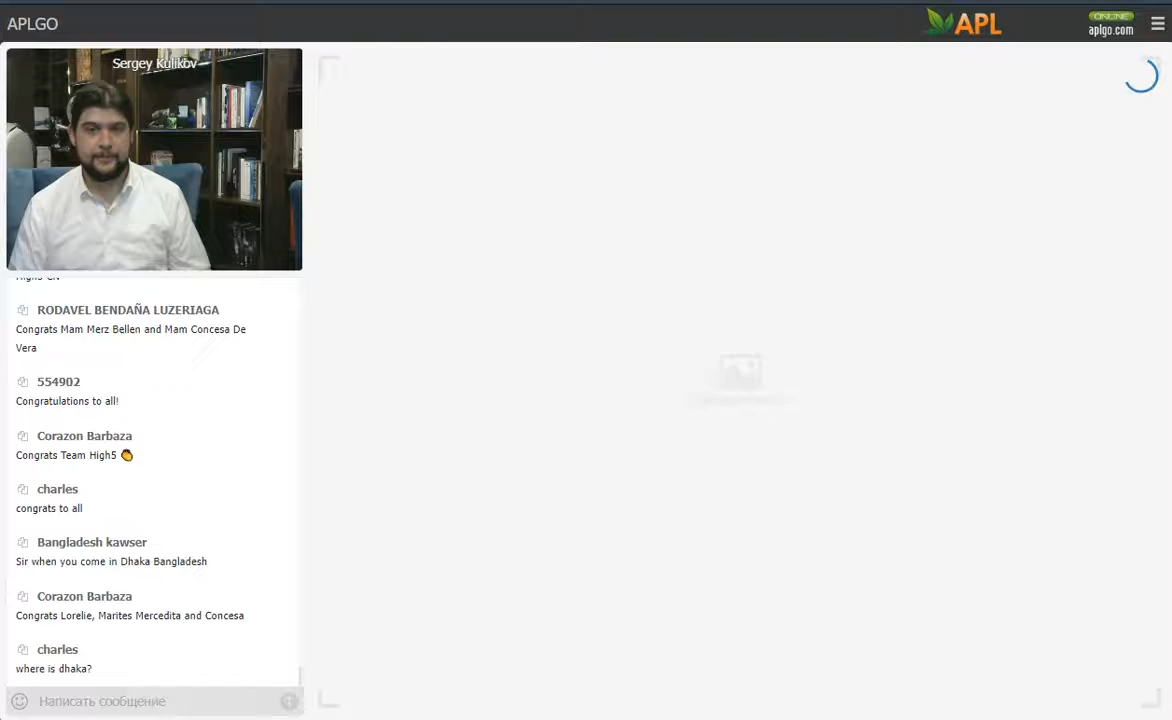 APLGO
APL
ONLINE
aplgo.com
Sergey Kulikov
RODAVEL BENDAÑA LUZERIAGA
Congrats Mam Merz Bellen and Mam Concesa De
Vera
554902
Congratulations to all!
Corazon Barbaza
Congrats Team High5 👏
charles
congrats to all
Bangladesh kawser
Sir when you come in Dhaka Bangladesh
Corazon Barbaza
Congrats Lorelie, Marites Mercedita and Concesa
charles
where is dhaka?
Написать сообщение